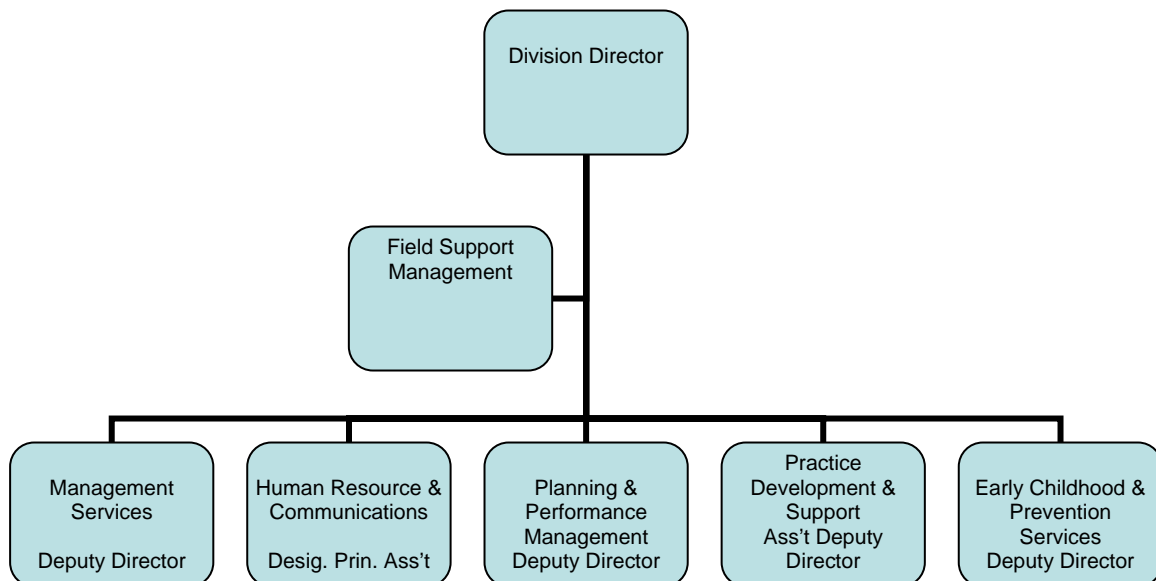 Division Director
Field Support
Management
Management
Services
Deputy Director
Human Resource &
Communications
Desig. Prin. Ass’t
Planning &
Performance
Management
Deputy Director
Practice
Development &
Support
Ass’t Deputy
Director
Early Childhood &
Prevention
Services
Deputy Director